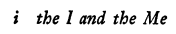 i the I and the Me